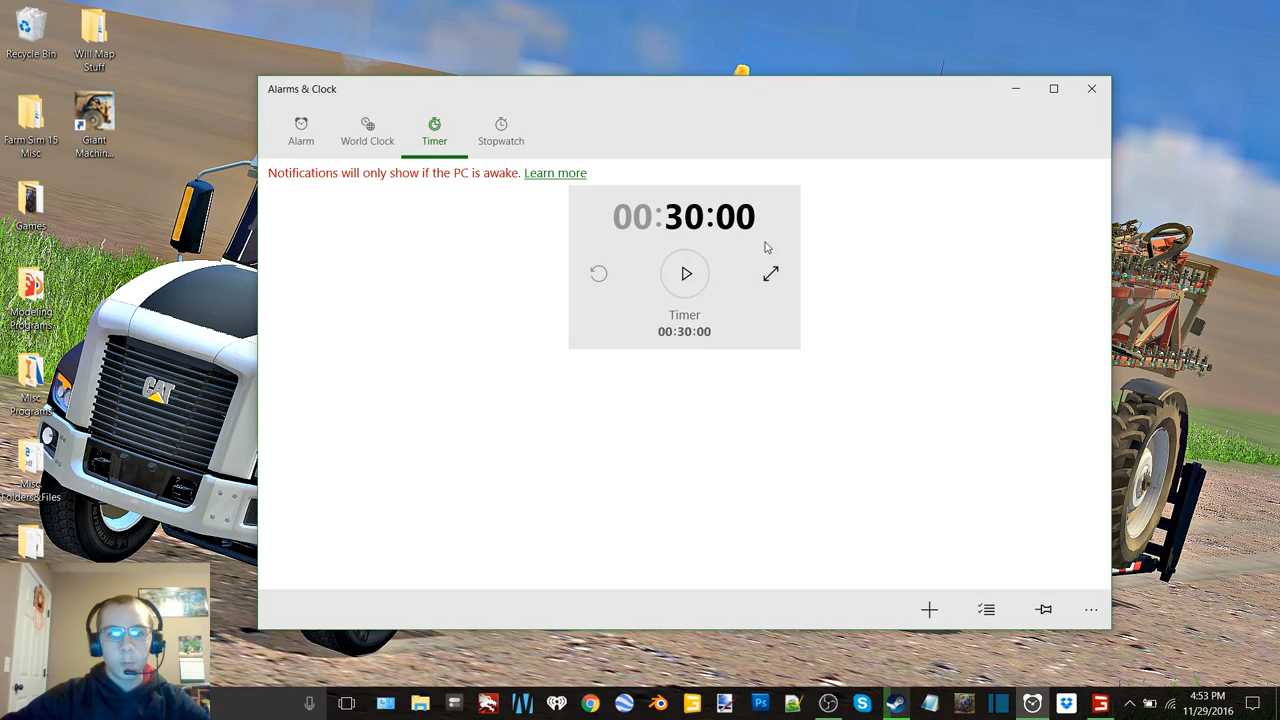 Recycle Bin
Will Map
Stuff
Farm Sim 15
Misc
Giant
Machin...
Games
Modeling
Programs
Misc
Programs
Misc
Folders&Files
CAT
Alarms & Clock
Alarm
World Clock
Timer
Stopwatch
Notifications will only show if the PC is awake. Learn more
00:30:00
Timer
00:30:00
4:53 PM
11/29/2016